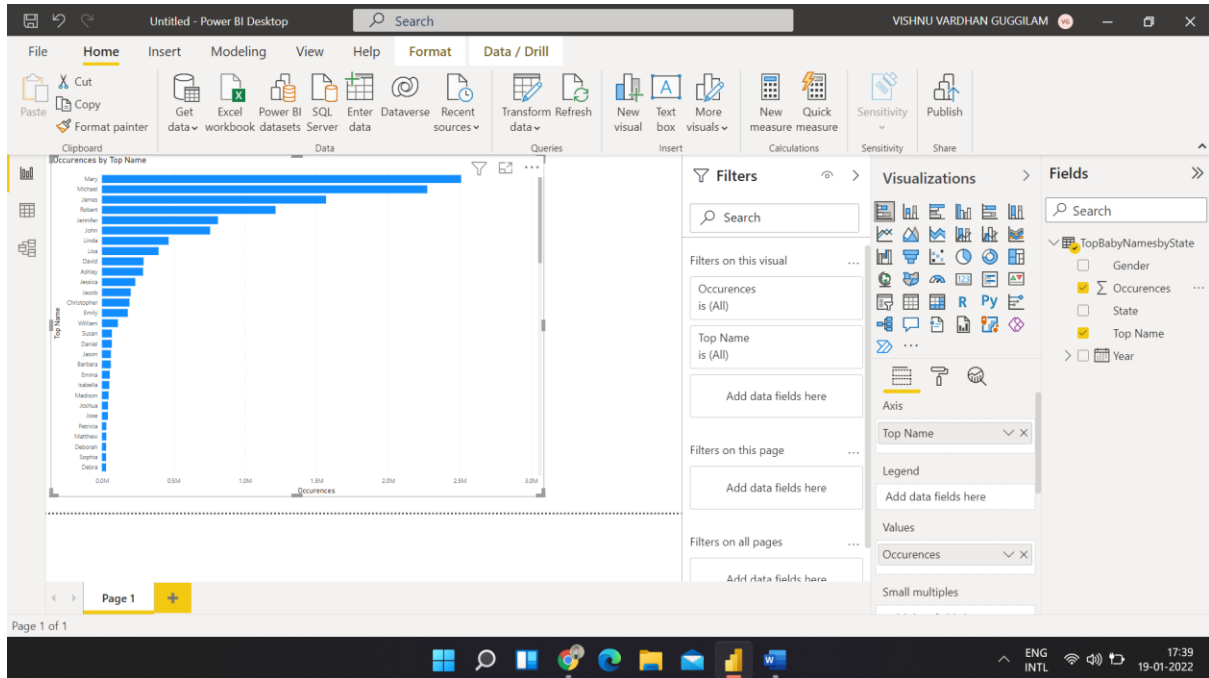 Untitled - Power BI Desktop
Search
VISHNU VARDHAN GUGGILAM
VG
File Home Insert Modeling View Help Format Data / Drill
Paste
Cut
Copy
Format painter
Get data
Excel workbook
Power BI datasets
SQL Server
Enter data
Dataverse
Recent sources
Transform data
Refresh
New visual
Text box
More visuals
New measure
Quick measure
Sensitivity
Publish
Clipboard Data Queries Insert Calculations Sensitivity Share
Occurences by Top Name
Top Name
Mary
Michael
James
Robert
Jennifer
John
Linda
Lisa
David
Ashley
Jessica
Jacob
Christopher
Emily
William
Susan
Daniel
Jason
Barbara
Emma
Isabella
Madison
Joshua
Jose
Patricia
Matthew
Deborah
Sophia
Debra
0.0M 0.5M 1.0M 1.5M 2.0M 2.5M 3.0M
Occurences
Filters
Search
Filters on this visual
Occurences
is (All)
Top Name
is (All)
Add data fields here
Filters on this page
Add data fields here
Filters on all pages
Add data fields here
Visualizations
123
R Py
Axis
Top Name
Legend
Add data fields here
Values
Occurences
Small multiples
Fields
Search
TopBabyNamesbyState
Gender
Occurences
State
Top Name
Year
Page 1
Page 1 of 1
ENG
INTL
17:39
19-01-2022